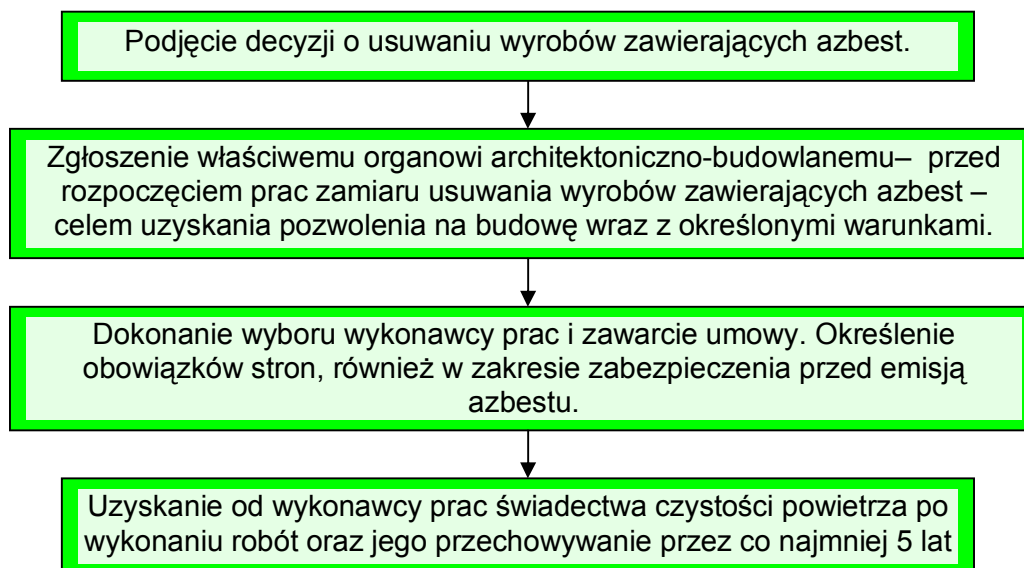 Podjęcie decyzji o usuwaniu wyrobów zawierających azbest.
Zgłoszenie właściwemu organowi architektoniczno-budowlanemu– przed
rozpoczęciem prac zamiaru usuwania wyrobów zawierających azbest –
celem uzyskania pozwolenia na budowę wraz z określonymi warunkami.
Dokonanie wyboru wykonawcy prac i zawarcie umowy. Określenie
obowiązków stron, również w zakresie zabezpieczenia przed emisją
azbestu.
Uzyskanie od wykonawcy prac świadectwa czystości powietrza po
wykonaniu robót oraz jego przechowywanie przez co najmniej 5 lat